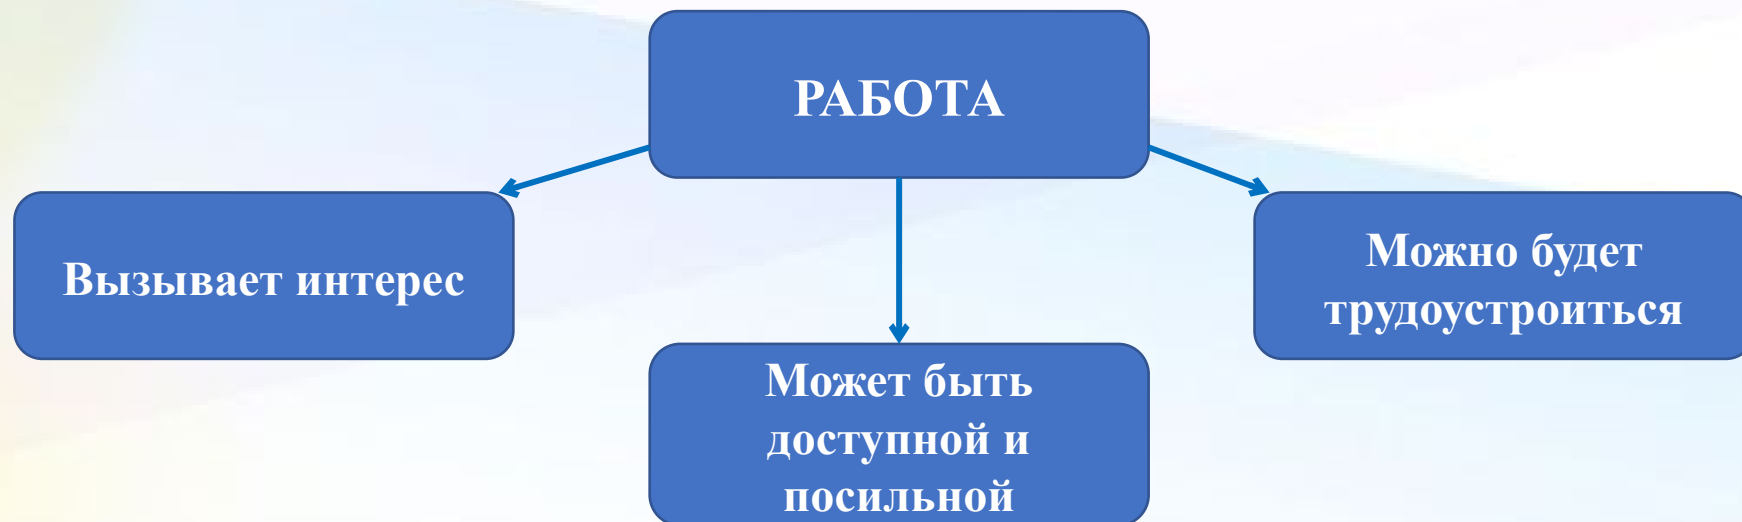 РАБОТА
Вызывает интерес
Может быть
доступной и
посильной
Можно будет
трудоустроиться